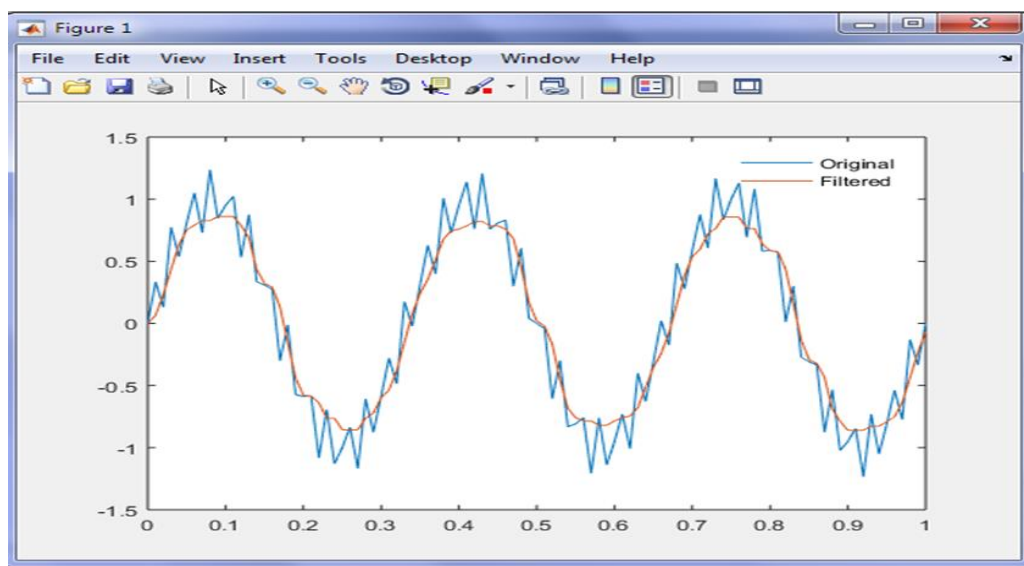 Figure 1
File Edit View Insert Tools Desktop Window Help
1.5
Original
Filtered
1
0.5
0
-0.5
-1
-1.5
0 0.1 0.2 0.3 0.4 0.5 0.6 0.7 0.8 0.9 1